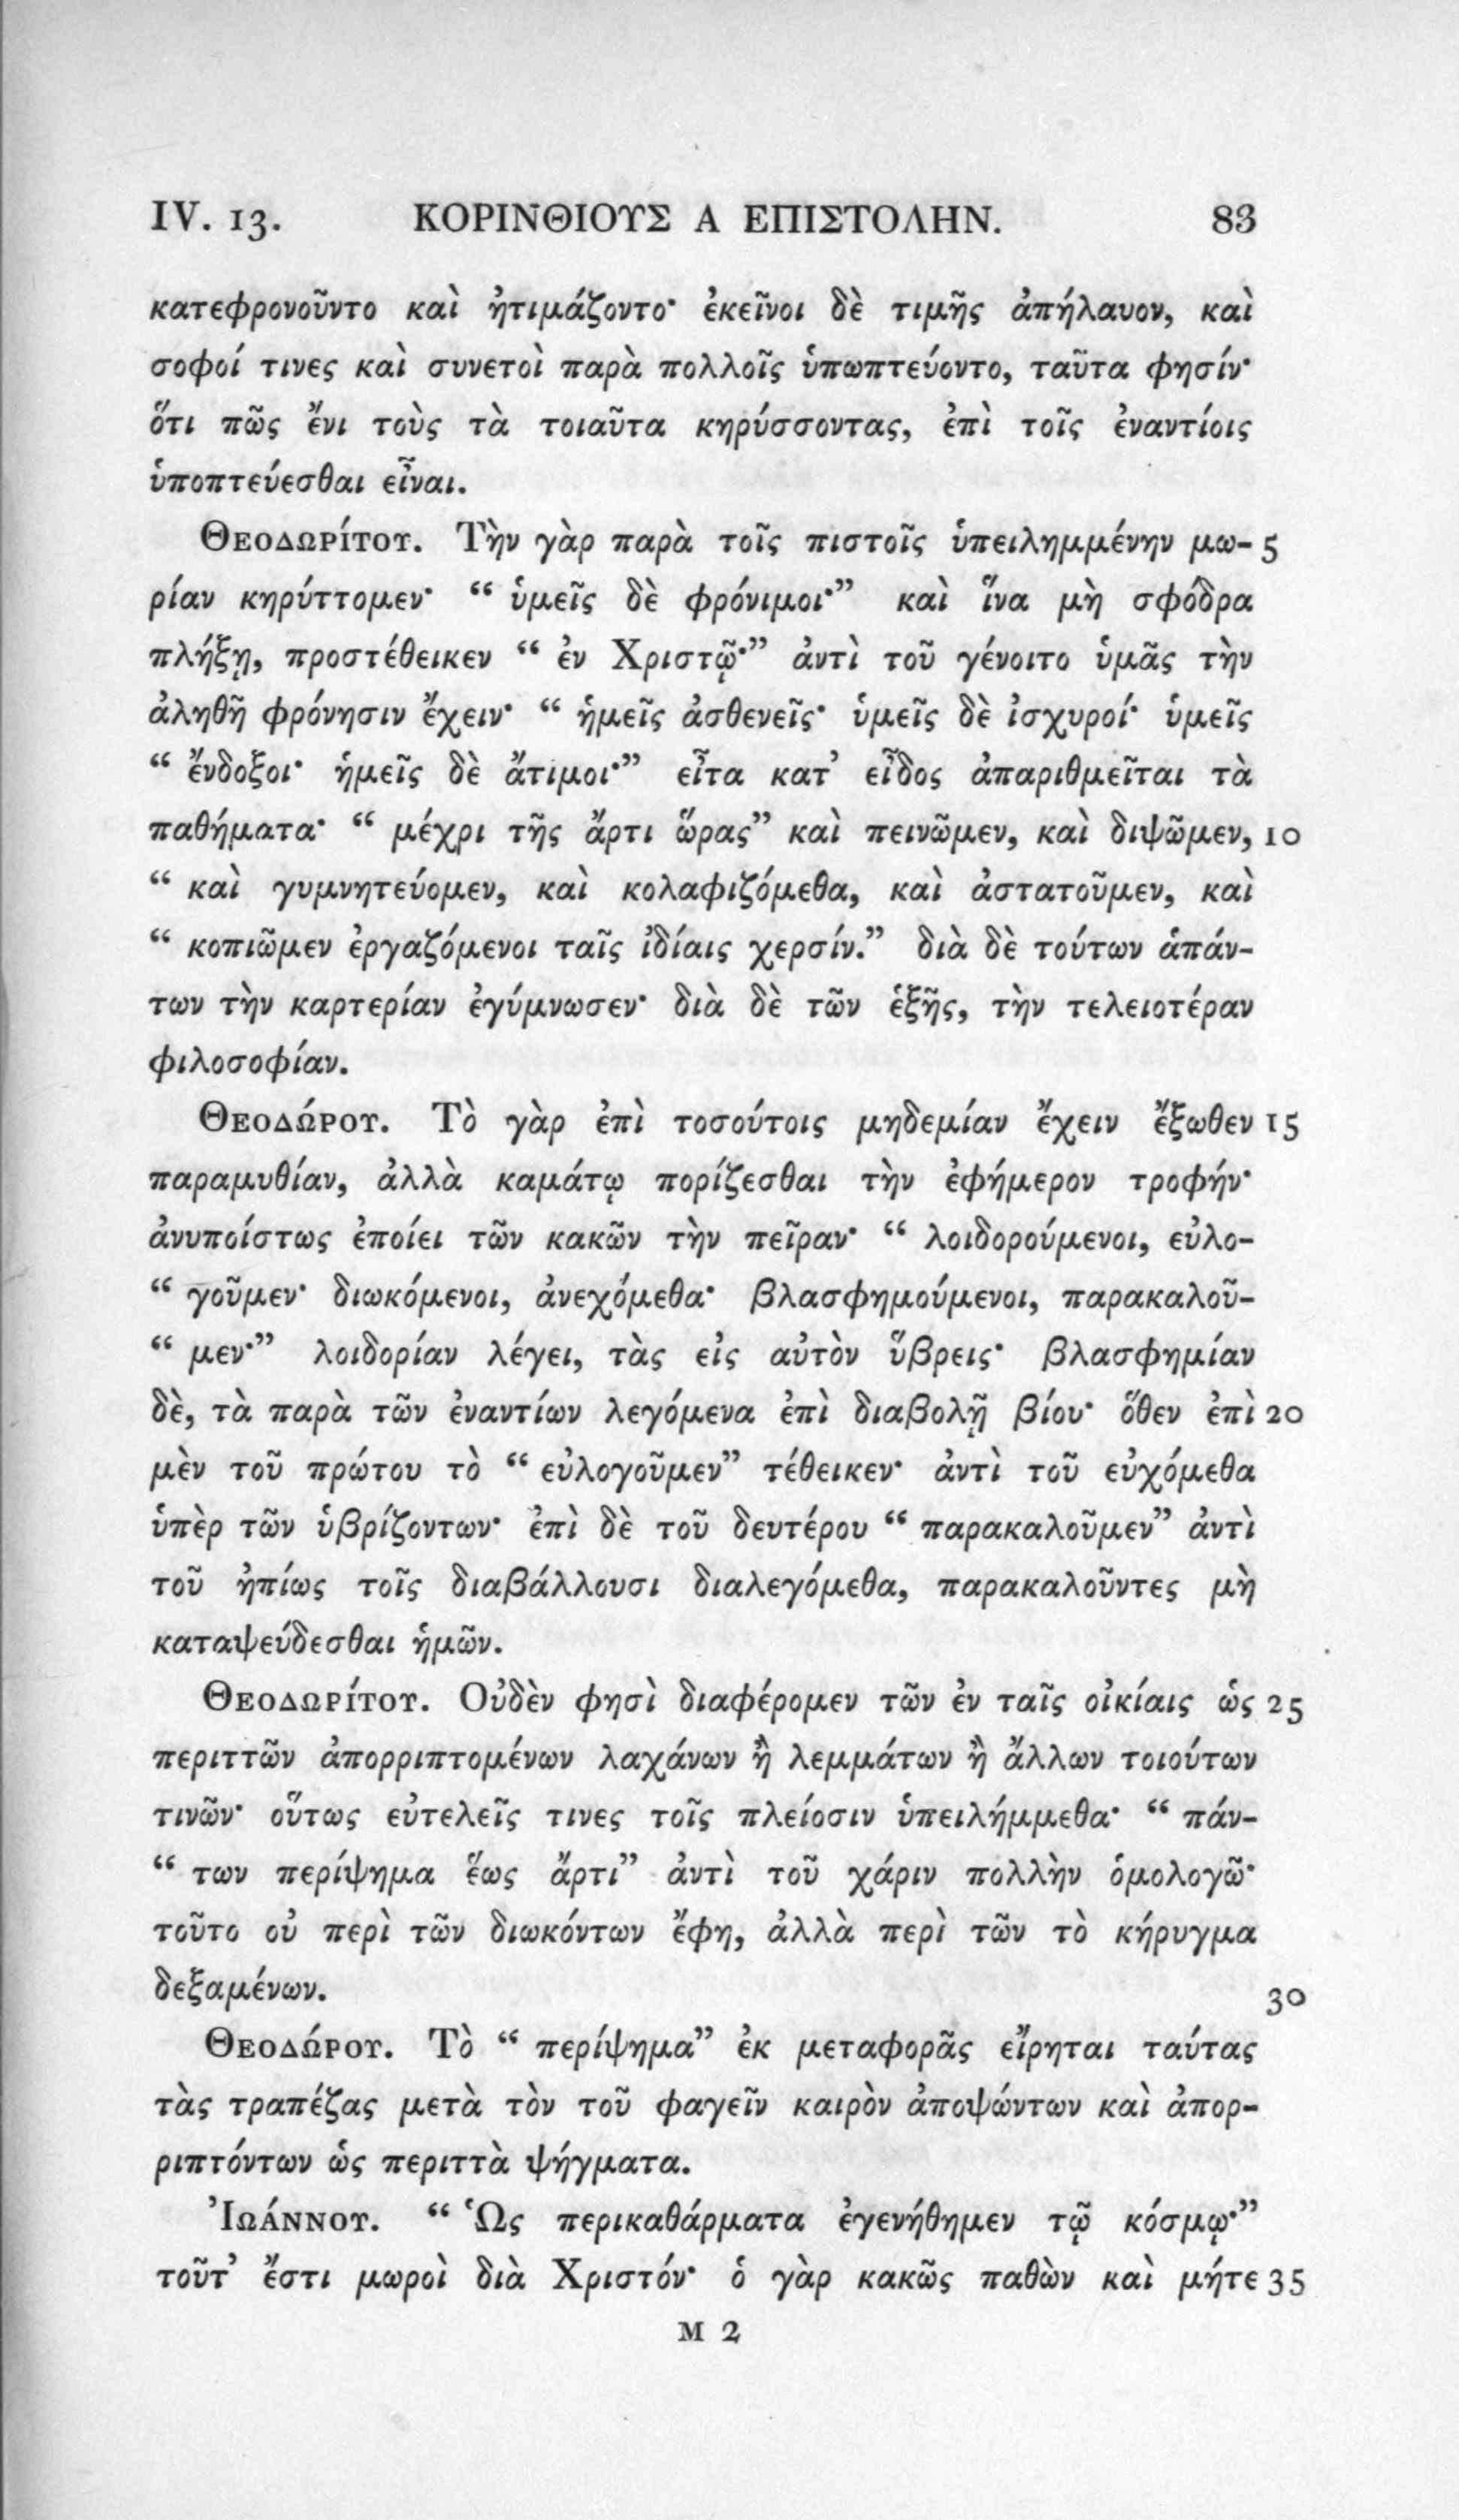 IV. 13. ΚΟΡΙΝΘΙΟΥΣ Α ΕΠΙΣΤΟΛΗΝ. 83
κατεφρονοῦντο καὶ ἠτιμάζοντο· ἐκεῖνοι δὲ τιμῆς ἀπήλαυον, καὶ
σοφοί τινες καὶ συνετοὶ παρὰ πολλοῖς ὑπωπτεύοντο, ταῦτα φησίν·
ὅτι πῶς ἔνι τοὺς τὰ τοιαῦτα κηρύσσοντας, ἐπὶ τοῖς ἐναντίοις
ὑποπτεύεσθαι εἶναι.
Θεοδωρίτου. Τὴν γὰρ παρὰ τοῖς πιστοῖς ὑπειλημμένην μω- 5
ρίαν κηρύττομεν· “ ὑμεῖς δὲ φρόνιμοι·” καὶ ἵνα μὴ σφόδρα
πλήξῃ, προστέθεικεν “ ἐν Χριστῷ·” ἀντὶ τοῦ γένοιτο ὑμᾶς τὴν
ἀληθῆ φρόνησιν ἔχειν· “ ἡμεῖς ἀσθενεῖς· ὑμεῖς δὲ ἰσχυροί· ὑμεῖς
“ ἔνδοξοι· ἡμεῖς δὲ ἄτιμοι·” εἶτα κατ’ εἶδος ἀπαριθμεῖται τὰ
παθήματα· “ μέχρι τῆς ἄρτι ὥρας” καὶ πεινῶμεν, καὶ διψῶμεν, 10
“ καὶ γυμνητεύομεν, καὶ κολαφιζόμεθα, καὶ ἀστατοῦμεν, καὶ
“ κοπιῶμεν ἐργαζόμενοι ταῖς ἰδίαις χερσίν.” διὰ δὲ τούτων ἁπάν-
των τὴν καρτερίαν ἐγύμνωσεν· διὰ δὲ τῶν ἑξῆς, τὴν τελειοτέραν
φιλοσοφίαν.
Θεοδώρου. Τὸ γὰρ ἐπὶ τοσούτοις μηδεμίαν ἔχειν ἔξωθεν 15
παραμυθίαν, ἀλλὰ καμάτῳ πορίζεσθαι τὴν ἐφήμερον τροφήν·
ἀνυποίστως ἐποίει τῶν κακῶν τὴν πεῖραν· “ λοιδορούμενοι, εὐλο-
“ γοῦμεν· διωκόμενοι, ἀνεχόμεθα· βλασφημούμενοι, παρακαλοῦ-
“ μεν·” λοιδορίαν λέγει, τὰς εἰς αὐτὸν ὕβρεις· βλασφημίαν
δὲ, τὰ παρὰ τῶν ἐναντίων λεγόμενα ἐπὶ διαβολῇ βίου· ὅθεν ἐπὶ 20
μὲν τοῦ πρώτου τὸ “ εὐλογοῦμεν” τέθεικεν· ἀντὶ τοῦ εὐχόμεθα
ὑπὲρ τῶν ὑβρίζοντων· ἐπὶ δὲ τοῦ δευτέρου “ παρακαλοῦμεν” ἀντὶ
τοῦ ἠπίως τοῖς διαβάλλουσι διαλεγόμεθα, παρακαλοῦντες μὴ
καταψεύδεσθαι ἡμῶν.
Θεοδωρίτου. Οὐδὲν φησὶ διαφέρομεν τῶν ἐν ταῖς οἰκίαις ὡς 25
περιττῶν ἀπορριπτομένων λαχάνων ἢ λεμμάτων ἢ ἄλλων τοιούτων
τινῶν· οὕτως εὐτελεῖς τινες τοῖς πλείοσιν ὑπειλήμμεθα· “ πάν-
“ των περίψημα ἕως ἄρτι” ἀντὶ τοῦ χάριν πολλὴν ὁμολογῶ·
τοῦτο οὐ περὶ τῶν διωκόντων ἔφη, ἀλλὰ περὶ τῶν τὸ κήρυγμα
δεξαμένων. 30
Θεοδώρου. Τὸ “ περίψημα” ἐκ μεταφορᾶς εἴρηται ταύτας
τὰς τραπέζας μετὰ τὸν τοῦ φαγεῖν καιρὸν ἀποψώντων καὶ ἀπορ-
ριπτόντων ὡς περιττὰ ψήγματα.
Ἰωάννου. “ Ὡς περικαθάρματα ἐγενήθημεν τῷ κόσμῳ·”
τοῦτ’ ἔστι μωροὶ διὰ Χριστόν· ὁ γὰρ κακῶς παθὼν καὶ μήτε 35
M 2